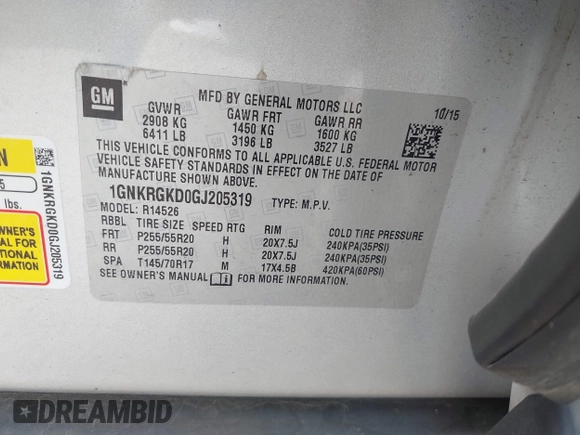 GM
MFD BY GENERAL MOTORS LLC
10/15
GVWR GAWR FRT GAWR RR
2908 KG 1450 KG 1600 KG
6411 LB 3196 LB 3527 LB
THIS VEHICLE CONFORMS TO ALL APPLICABLE U.S. FEDERAL MOTOR
VEHICLE SAFETY STANDARDS IN EFFECT ON THE DATE OF
MANUFACTURE SHOWN ABOVE.
1GNKRGKD0GJ205319 TYPE: M.P.V.
MODEL: R14526
RBBL TIRE SIZE SPEED RTG RIM COLD TIRE PRESSURE
FRT P255/55R20 H 20X7.5J 240KPA(35PSI)
RR P255/55R20 H 20X7.5J 240KPA(35PSI)
SPA T145/70R17 M 17X4.5B 420KPA(60PSI)
SEE OWNER'S MANUAL FOR MORE INFORMATION.
N
5
lbs.
OWNER'S
MANUAL FOR
ADDITIONAL
INFORMATION
1GNKRGKD0GJ205319
DREAMBID